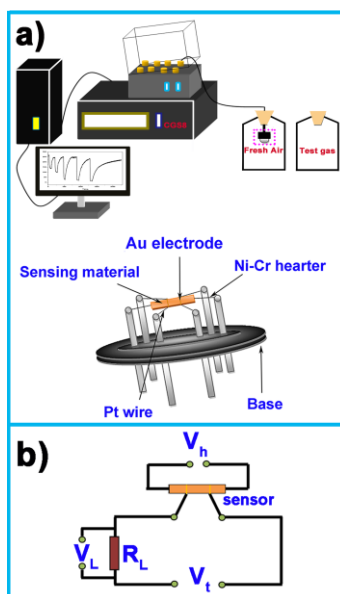 a)
CGS8
Fresh Air
Test gas
Au electrode
Sensing material
Ni-Cr hearter
Pt wire
Base
b)
Vh
sensor
VL
RL
Vt